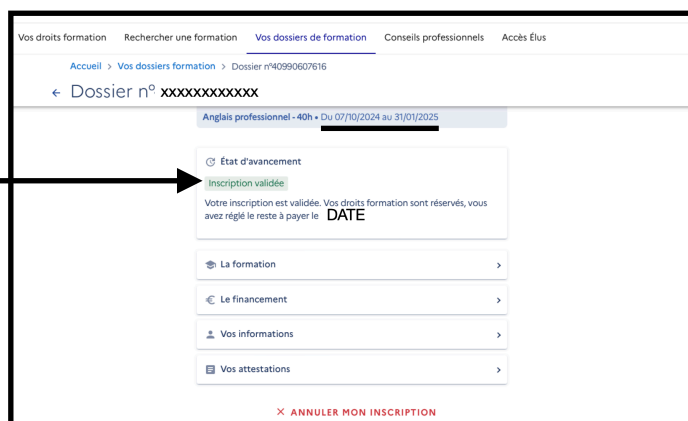 Vos droits formation Rechercher une formation Vos dossiers de formation Conseils professionnels Accès Élus
Accueil > Vos dossiers formation > Dossier n°40990607616
← Dossier n° xxxxxxxxxxxx
Anglais professionnel - 40h • Du 07/10/2024 au 31/01/2025
État d'avancement
Inscription validée
Votre inscription est validée. Vos droits formation sont réservés, vous
avez réglé le reste à payer le DATE
La formation >
Le financement >
Vos informations >
Vos attestations >
× ANNULER MON INSCRIPTION